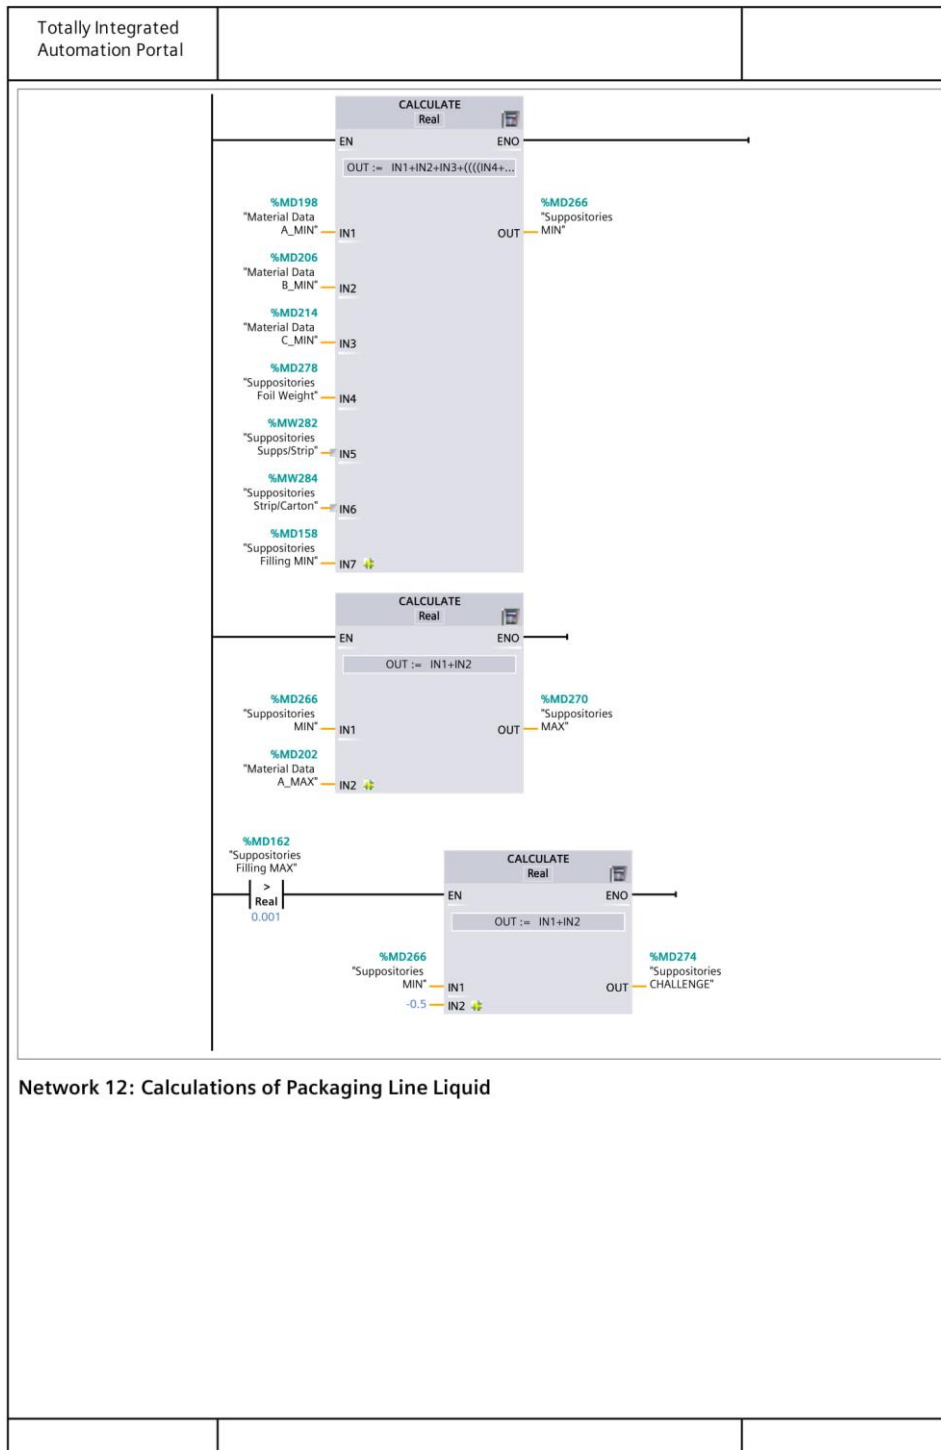 Totally Integrated
Automation Portal
CALCULATE
Real
EN
ENO
OUT := IN1+IN2+IN3+((((IN4+...
%MD198
"Material Data
A_MIN"
IN1
%MD266
"Suppositories
MIN"
OUT
%MD206
"Material Data
B_MIN"
IN2
%MD214
"Material Data
C_MIN"
IN3
%MD278
"Suppositories
Foil Weight"
IN4
%MW282
"Suppositories
Supps/Strip"
IN5
%MW284
"Suppositories
Strip/Carton"
IN6
%MD158
"Suppositories
Filling MIN"
IN7
CALCULATE
Real
EN
ENO
OUT := IN1+IN2
%MD266
"Suppositories
MIN"
IN1
%MD270
"Suppositories
MAX"
OUT
%MD202
"Material Data
A_MAX"
IN2
%MD162
"Suppositories
Filling MAX"
>
Real
0.001
CALCULATE
Real
EN
ENO
OUT := IN1+IN2
%MD266
"Suppositories
MIN"
IN1
%MD274
"Suppositories
CHALLENGE"
OUT
-0.5
IN2
Network 12: Calculations of Packaging Line Liquid